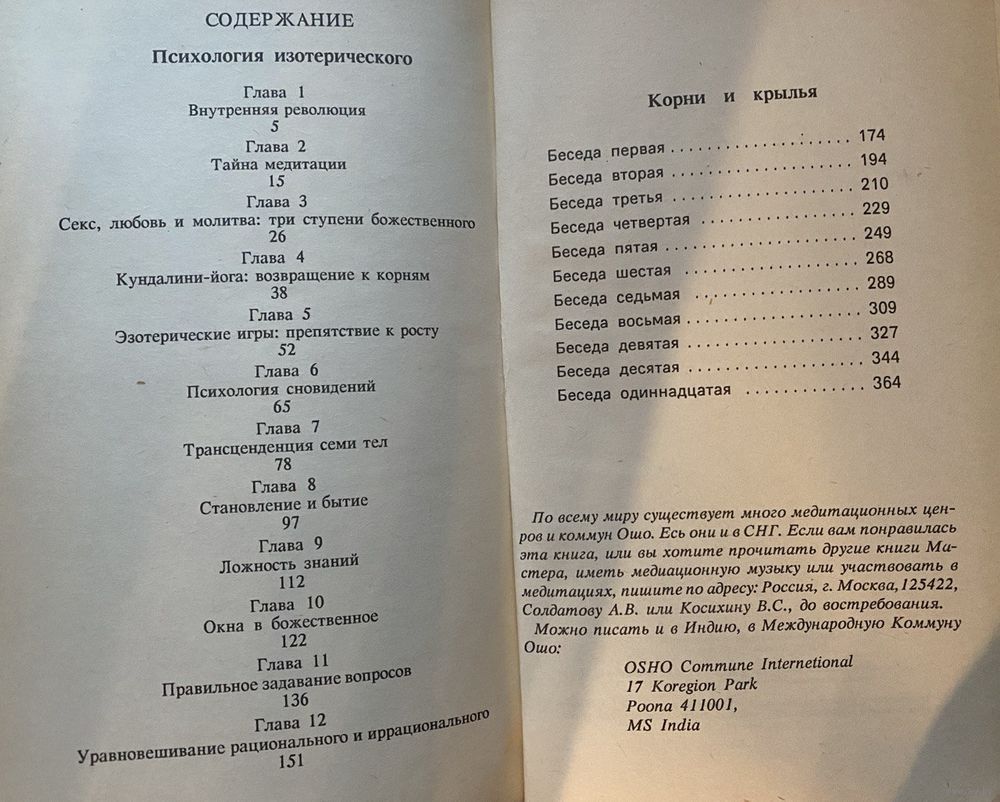 СОДЕРЖАНИЕ
Психология изотерического
Глава 1
Внутренняя революция
5
Глава 2
Тайна медитации
15
Глава 3
Секс, любовь и молитва: три ступени божественного
26
Глава 4
Кундалини-йога: возвращение к корням
38
Глава 5
Эзотерические игры: препятствие к росту
52
Глава 6
Психология сновидений
65
Глава 7
Трансценденция семи тел
78
Глава 8
Становление и бытие
97
Глава 9
Ложность знаний
112
Глава 10
Окна в божественное
122
Глава 11
Правильное задавание вопросов
136
Глава 12
Уравновешивание рационального и иррационального
151
Корни и крылья
Беседа первая . . . . . . . . . . . . . . . . . . . . 174
Беседа вторая . . . . . . . . . . . . . . . . . . . . 194
Беседа третья . . . . . . . . . . . . . . . . . . . . 210
Беседа четвертая . . . . . . . . . . . . . . . . . 229
Беседа пятая . . . . . . . . . . . . . . . . . . . . . 249
Беседа шестая . . . . . . . . . . . . . . . . . . . 268
Беседа седьмая . . . . . . . . . . . . . . . . . . 289
Беседа восьмая . . . . . . . . . . . . . . . . . . . 309
Беседа девятая . . . . . . . . . . . . . . . . . . . 327
Беседа десятая . . . . . . . . . . . . . . . . . . . 344
Беседа одиннадцатая . . . . . . . . . . . . . 364
По всему миру существует много медитационных цен-
ров и коммун Ошо. Есь они и в СНГ. Если вам понравилась
эта книга, или вы хотите прочитать другие книги Ма-
стера, иметь медиационную музыку или участвовать в
медитациях, пишите по адресу: Россия, г. Москва, 125422,
Солдатову А.В. или Косихину В.С., до востребования.
Можно писать и в Индию, в Международную Коммуну
Ошо:
OSHO Commune Internetional
17 Koregion Park
Poona 411001,
MS India